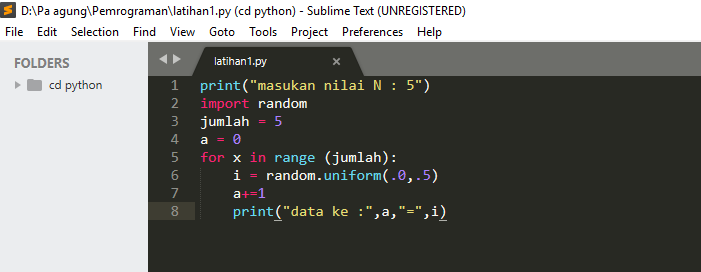 D:\Pa agung\Pemrograman\latihan1.py (cd python) - Sublime Text (UNREGISTERED)
File Edit Selection Find View Goto Tools Project Preferences Help
FOLDERS
cd python
latihan1.py ×
1 print("masukan nilai N : 5")
2 import random
3 jumlah = 5
4 a = 0
5 for x in range (jumlah):
6     i = random.uniform(.0,.5)
7     a+=1
8     print("data ke :",a,"=",i)